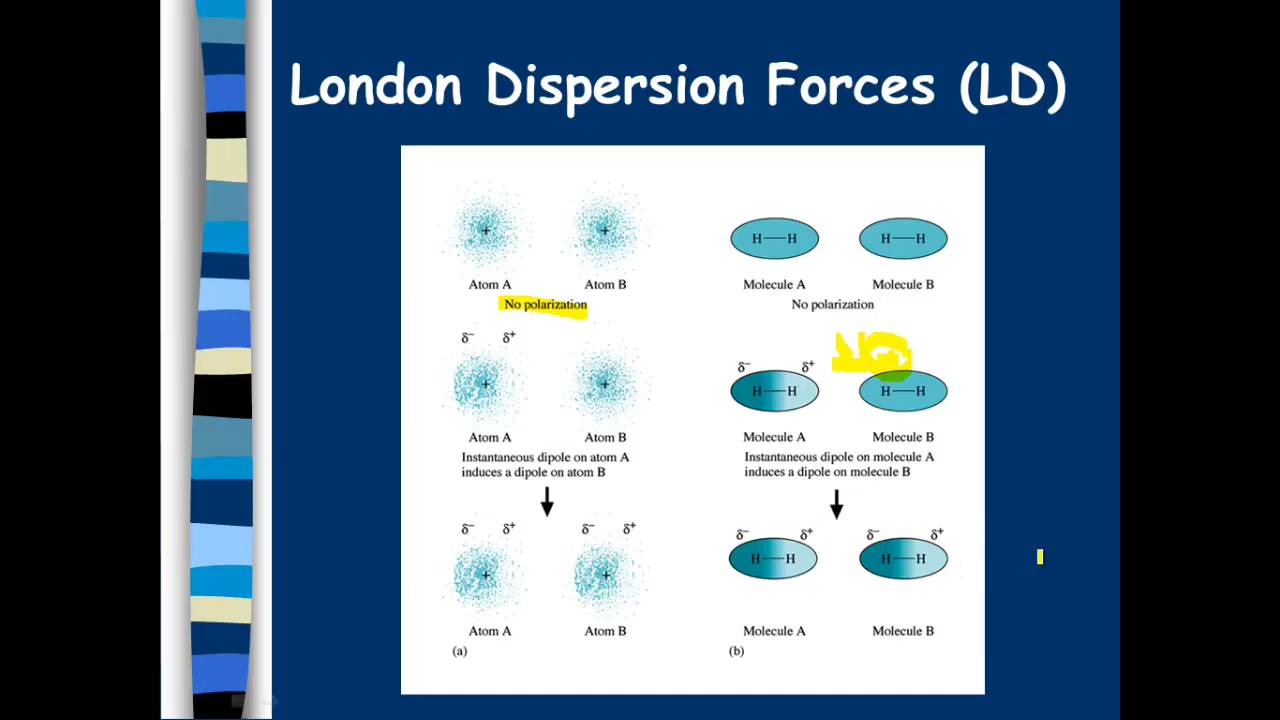 London Dispersion Forces (LD)
+ +
Atom A Atom B
No polarization
δ– δ+
+ +
Atom A Atom B
Instantaneous dipole on atom A
induces a dipole on atom B
δ– δ+ δ– δ+
+ +
Atom A Atom B
(a)
H—H H—H
Molecule A Molecule B
No polarization
δ– δ+
H—H H—H
Molecule A Molecule B
Instantaneous dipole on molecule A
induces a dipole on molecule B
δ– δ+ δ– δ+
H—H H—H
Molecule A Molecule B
(b)